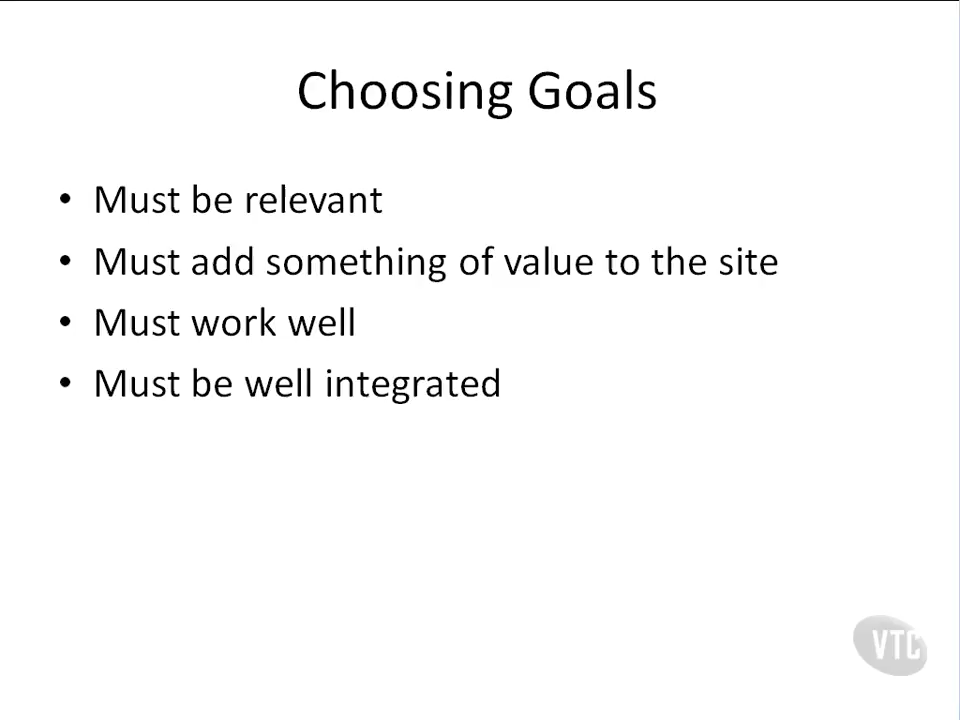 Choosing Goals
• Must be relevant
• Must add something of value to the site
• Must work well
• Must be well integrated
VTC